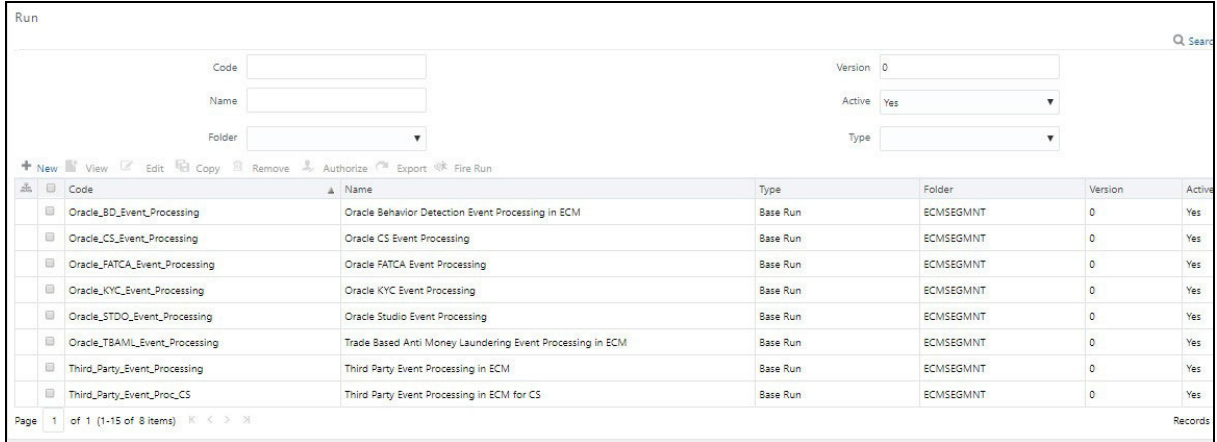 Run
Searc
Code Version 0
Name Active Yes
Folder Type
New View Edit Copy Remove Authorize Export Fire Run
Code Name Type Folder Version Active
Oracle_BD_Event_Processing Oracle Behavior Detection Event Processing in ECM Base Run ECMSEGMNT 0 Yes
Oracle_CS_Event_Processing Oracle CS Event Processing Base Run ECMSEGMNT 0 Yes
Oracle_FATCA_Event_Processing Oracle FATCA Event Processing Base Run ECMSEGMNT 0 Yes
Oracle_KYC_Event_Processing Oracle KYC Event Processing Base Run ECMSEGMNT 0 Yes
Oracle_STDO_Event_Processing Oracle Studio Event Processing Base Run ECMSEGMNT 0 Yes
Oracle_TBAML_Event_Processing Trade Based Anti Money Laundering Event Processing in ECM Base Run ECMSEGMNT 0 Yes
Third_Party_Event_Processing Third Party Event Processing in ECM Base Run ECMSEGMNT 0 Yes
Third_Party_Event_Proc_CS Third Party Event Processing in ECM for CS Base Run ECMSEGMNT 0 Yes
Page 1 of 1 (1-15 of 8 items) Records